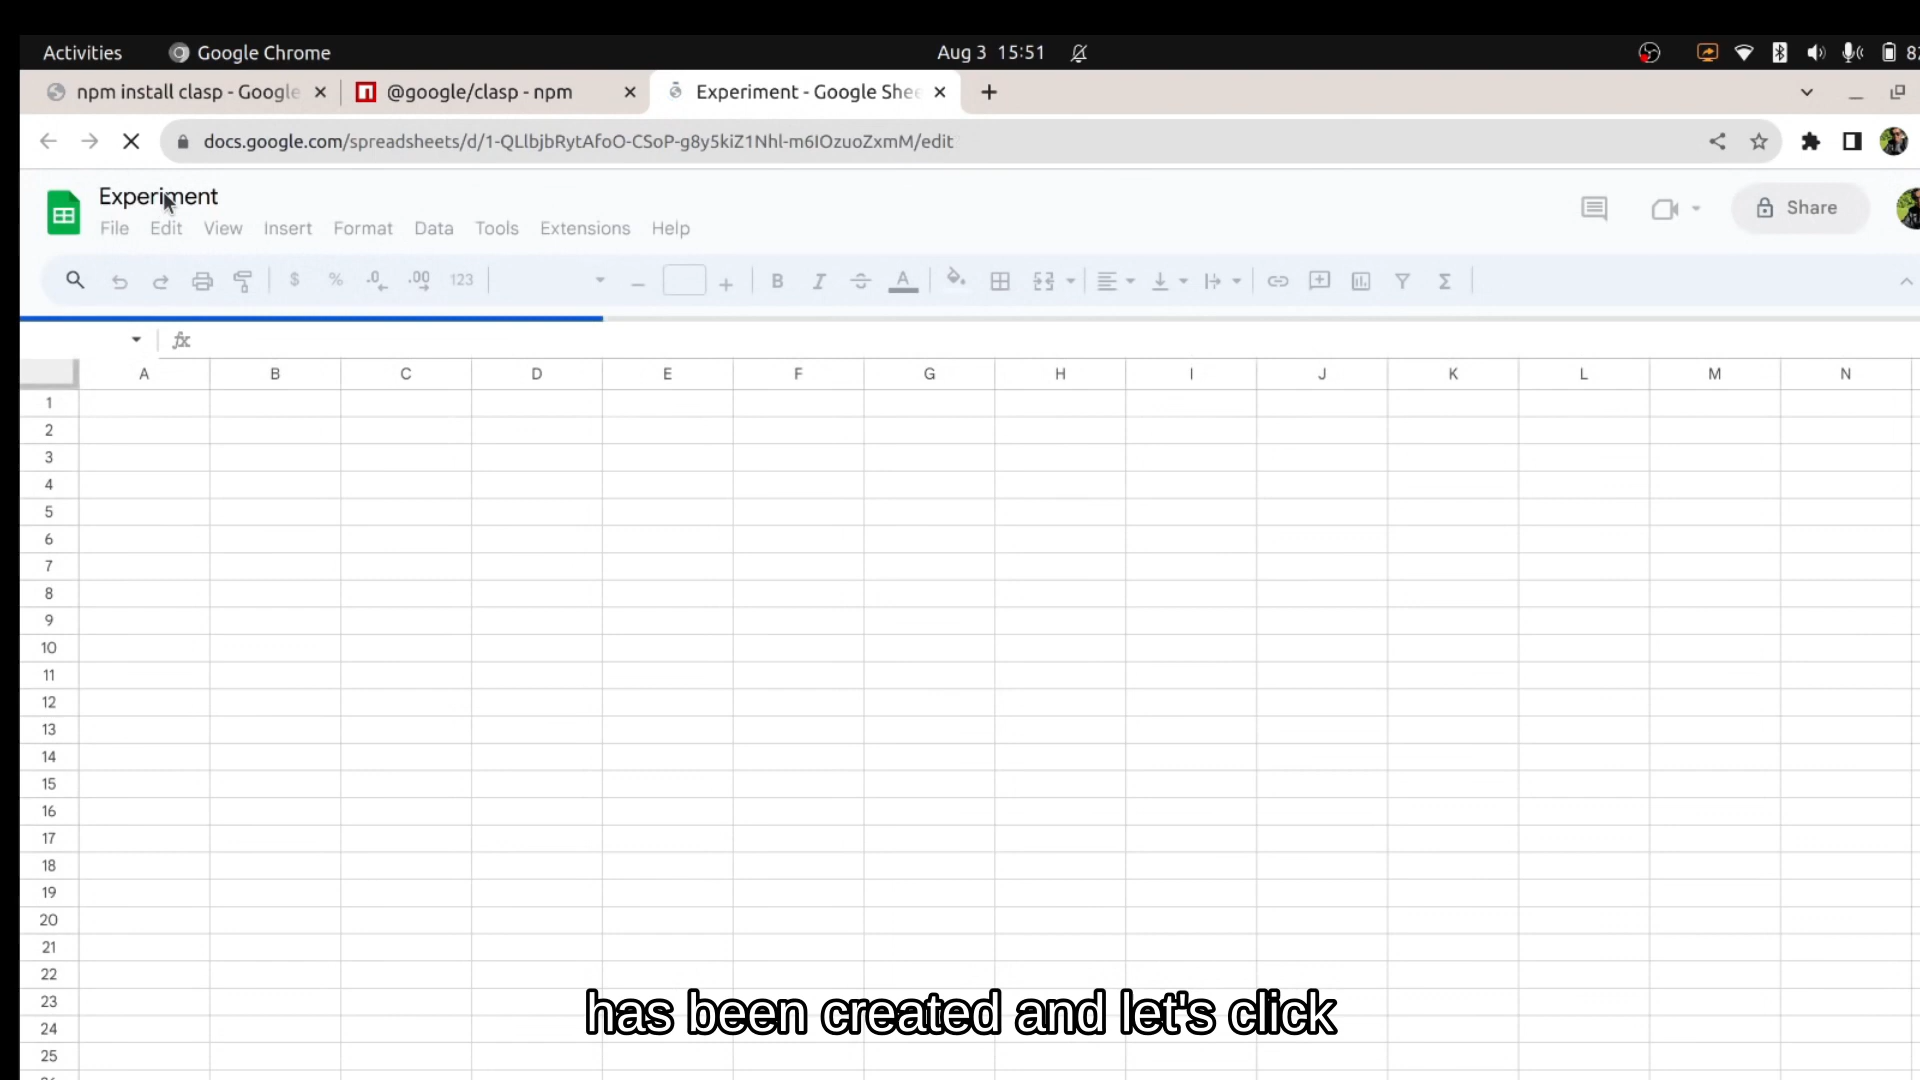 Activities Google Chrome Aug 3 15:51
npm install clasp - Google @google/clasp - npm Experiment - Google Shee
docs.google.com/spreadsheets/d/1-QLlbjbRytAfoO-CSoP-g8y5kiZ1Nhl-m6IOzuoZxmM/edit
Experiment
Share
File Edit View Insert Format Data Tools Extensions Help
$ % .0 .00 123 B I A Σ
fx
A B C D E F G H I J K L M N
1
2
3
4
5
6
7
8
9
10
11
12
13
14
15
16
17
18
19
20
21
22
23
24
25
has been created and let's click